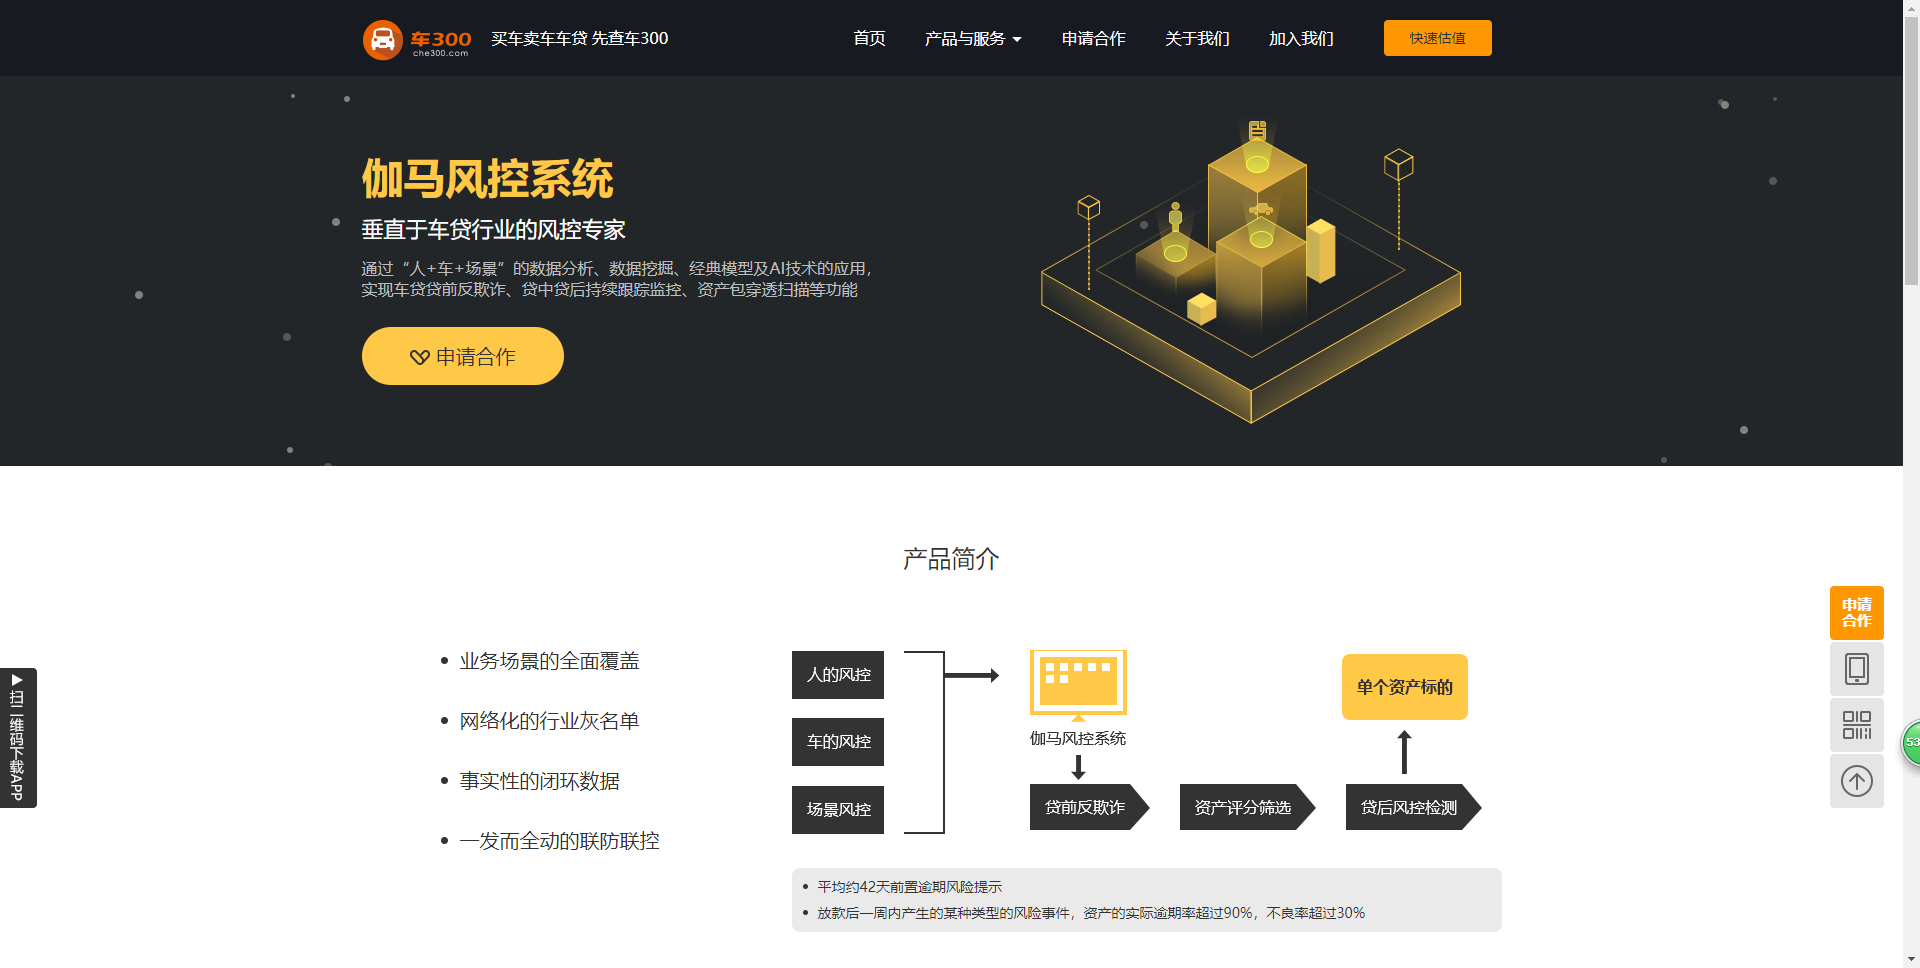 车300
che300.com
买车卖车车贷 先查车300
首页
产品与服务
申请合作
关于我们
加入我们
快速估值
伽马风控系统
垂直于车贷行业的风控专家
通过“人+车+场景”的数据分析、数据挖掘、经典模型及AI技术的应用，
实现车贷贷前反欺诈、贷中贷后持续跟踪监控、资产包穿透扫描等功能
申请合作
产品简介
业务场景的全面覆盖
网络化的行业灰名单
事实性的闭环数据
一发而全动的联防联控
人的风控
车的风控
场景风控
伽马风控系统
贷前反欺诈
资产评分筛选
贷后风控检测
单个资产标的
平均约42天前置逾期风险提示
放款后一周内产生的某种类型的风险事件，资产的实际逾期率超过90%，不良率超过30%
申请
合作
扫二维码下载APP
53